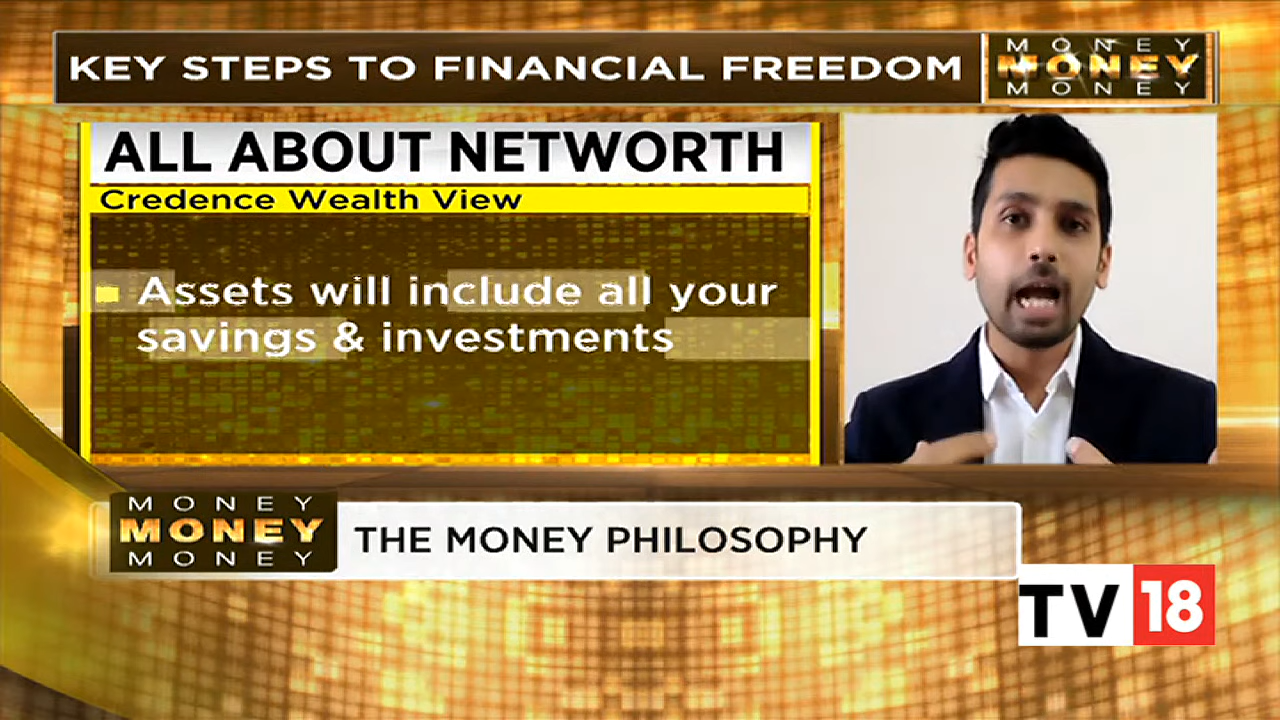 KEY STEPS TO FINANCIAL FREEDOM
MONEY
MONEY
MONEY
ALL ABOUT NETWORTH
Credence Wealth View
Assets will include all your
savings & investments
MONEY
MONEY
MONEY
THE MONEY PHILOSOPHY
TV18